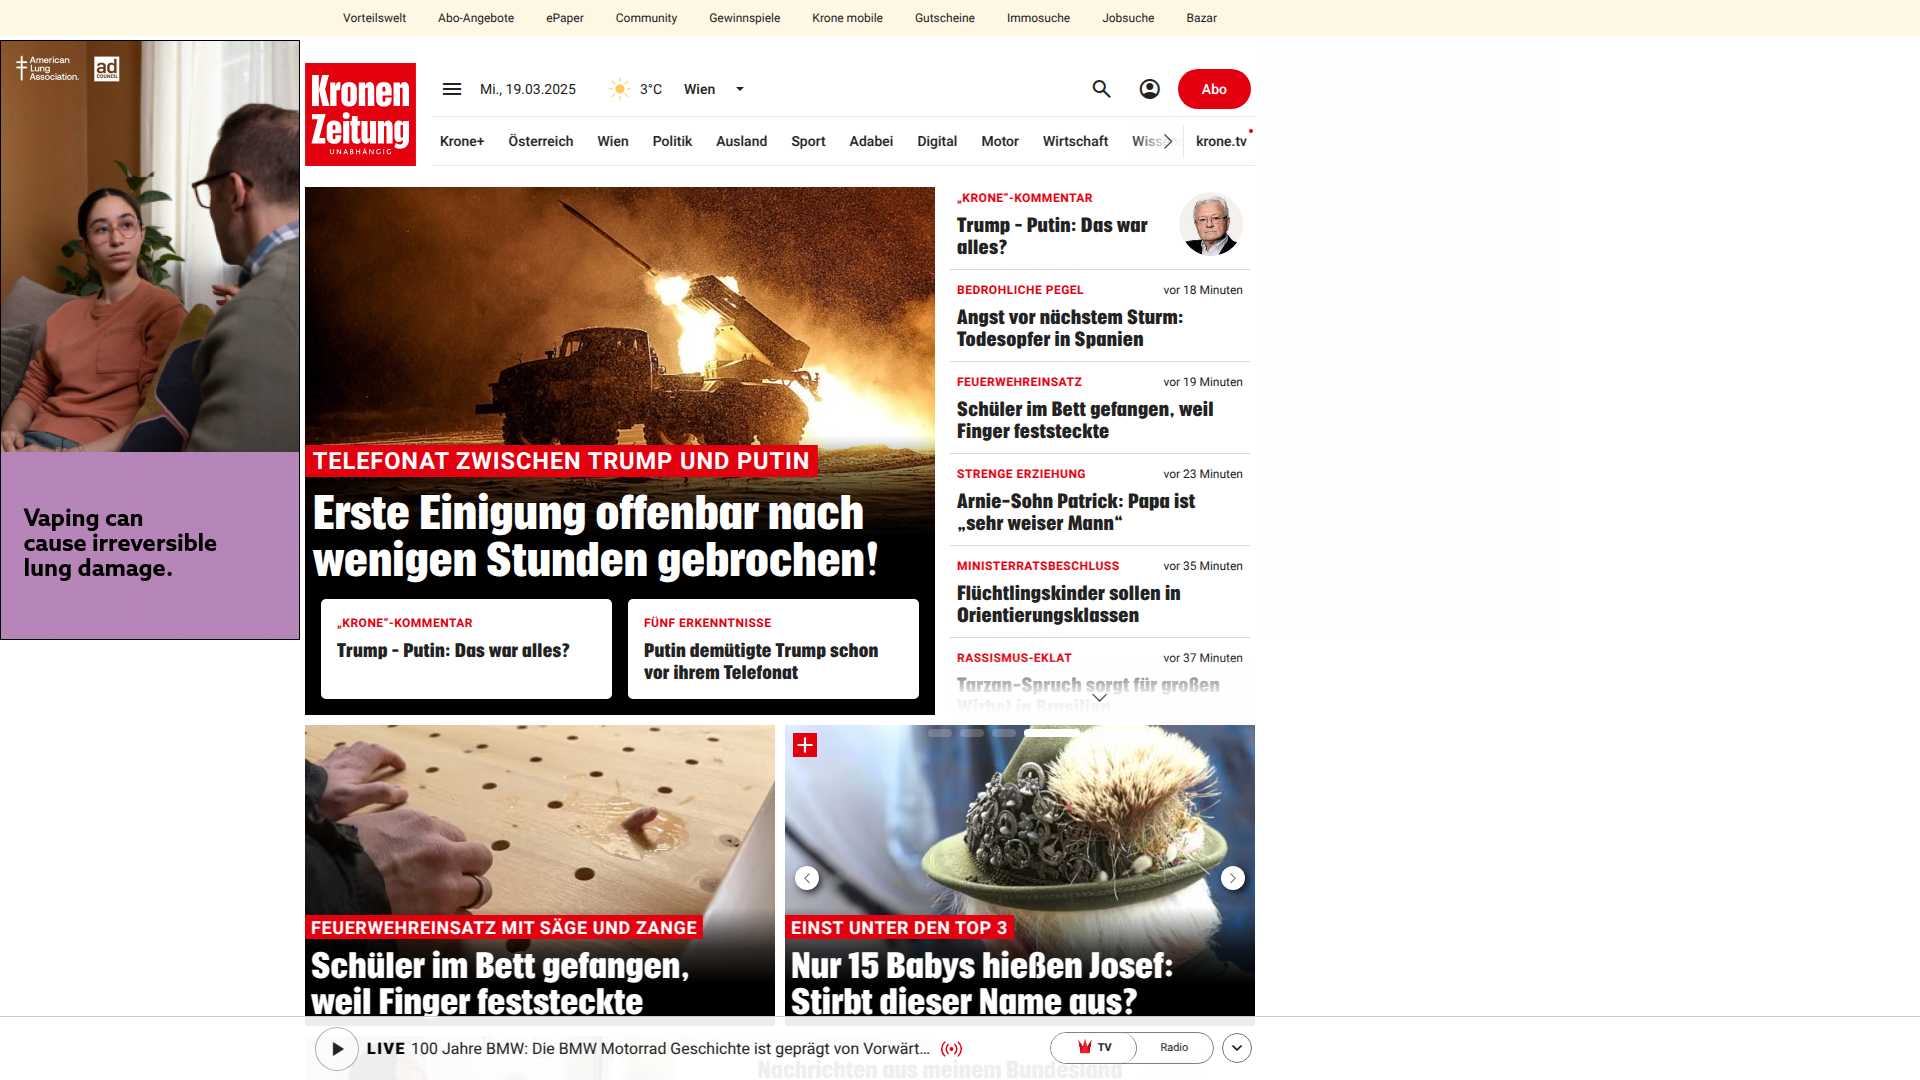 Vorteilswelt
Abo-Angebote
ePaper
Community
Gewinnspiele
Krone mobile
Gutscheine
Immosuche
Jobsuche
Bazar
American
Lung
Association.
ad
COUNCIL
Vaping can
cause irreversible
lung damage.
Kronen
Zeitung
UNABHÄNGIG
Mi., 19.03.2025
3°C
Wien
Abo
Krone+
Österreich
Wien
Politik
Ausland
Sport
Adabei
Digital
Motor
Wirtschaft
krone.tv
TELEFONAT ZWISCHEN TRUMP UND PUTIN
Erste Einigung offenbar nach
wenigen Stunden gebrochen!
„KRONE“-KOMMENTAR
Trump – Putin: Das war alles?
FÜNF ERKENNTNISSE
Putin demütigte Trump schon
vor ihrem Telefonat
„KRONE“-KOMMENTAR
Trump – Putin: Das war
alles?
BEDROHLICHE PEGEL
vor 18 Minuten
Angst vor nächstem Sturm:
Todesopfer in Spanien
FEUERWEHREINSATZ
vor 19 Minuten
Schüler im Bett gefangen, weil
Finger feststeckte
STRENGE ERZIEHUNG
vor 23 Minuten
Arnie-Sohn Patrick: Papa ist
„sehr weiser Mann“
MINISTERRATSBESCHLUSS
vor 35 Minuten
Flüchtlingskinder sollen in
Orientierungsklassen
RASSISMUS-EKLAT
vor 37 Minuten
Tarzan-Spruch sorgt für großen
Wirbel in Brasilien
FEUERWEHREINSATZ MIT SÄGE UND ZANGE
Schüler im Bett gefangen,
weil Finger feststeckte
EINST UNTER DEN TOP 3
Nur 15 Babys hießen Josef:
Stirbt dieser Name aus?
LIVE 100 Jahre BMW: Die BMW Motorrad Geschichte ist geprägt von Vorwärt...
TV
Radio
Nachrichten aus meinem Bundesland